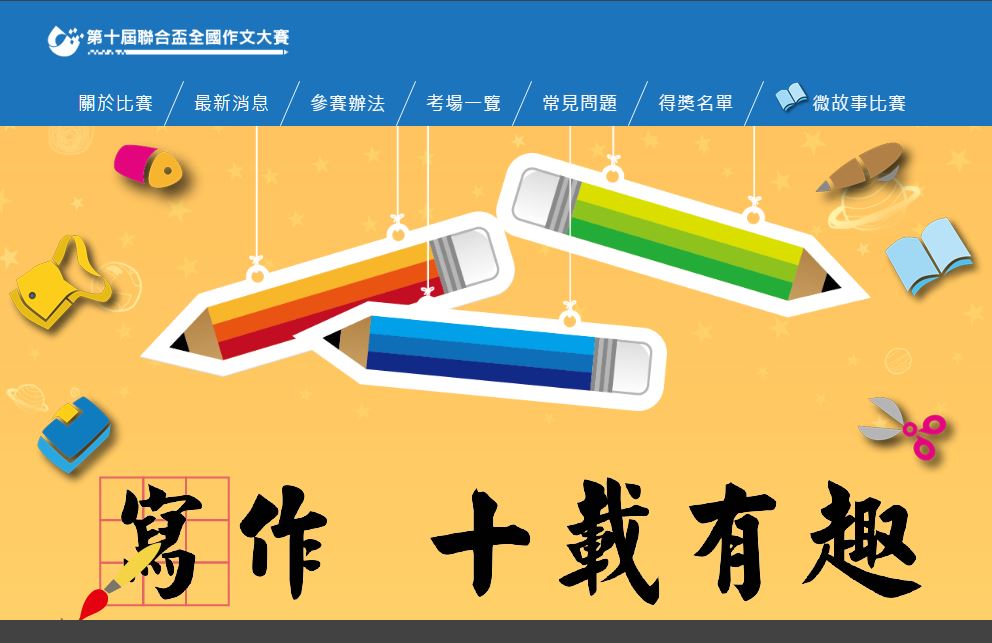 第十屆聯合盃全國作文大賽
關於比賽 最新消息 參賽辦法 考場一覽 常見問題 得獎名單 微故事比賽
寫作 十載有趣